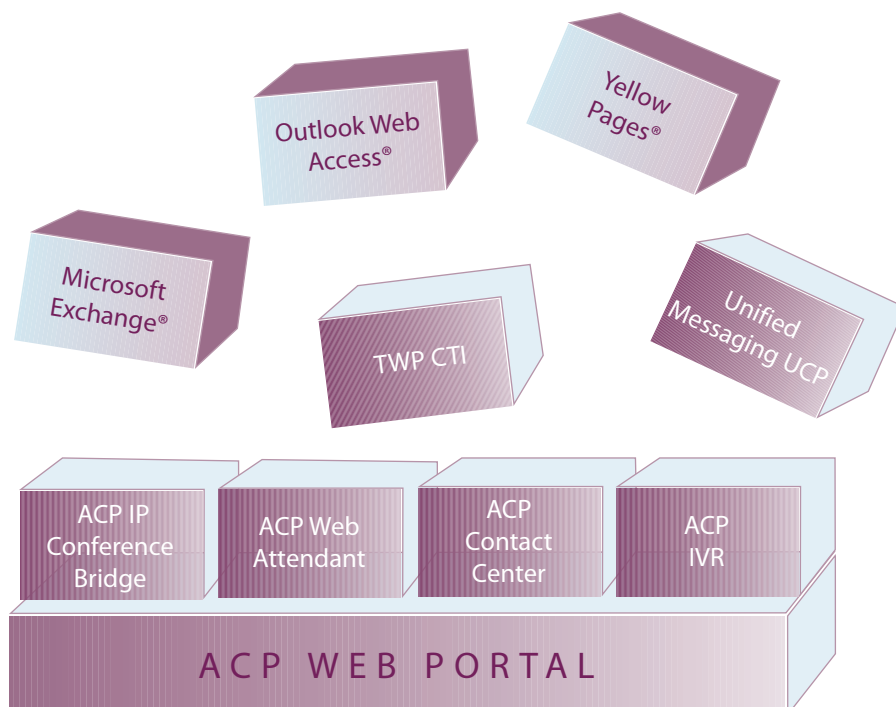 Yellow
Pages®
Outlook Web
Access®
Microsoft
Exchange®
Unified
Messaging UCP
TWP CTI
ACP IP
Conference
Bridge
ACP Web
Attendant
ACP
Contact
Center
ACP
IVR
ACP WEB PORTAL